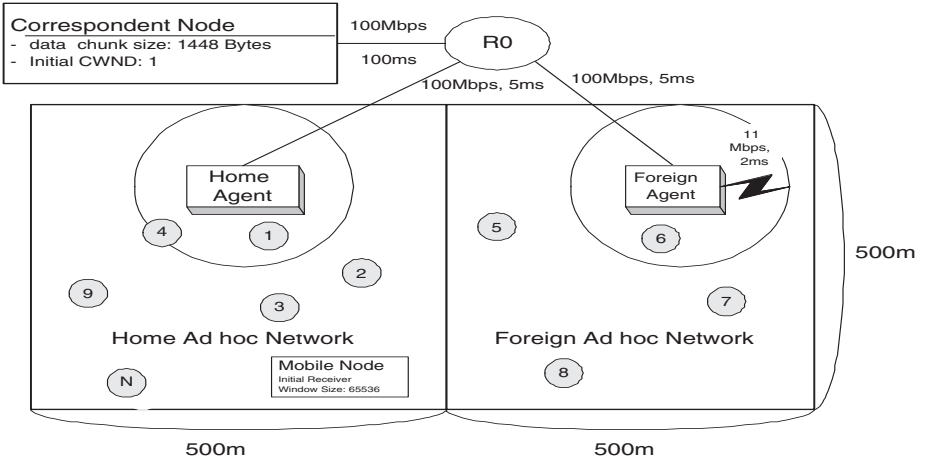 Correspondent Node
- data chunk size: 1448 Bytes
- Initial CWND: 1
100Mbps
100ms
R0
100Mbps, 5ms
100Mbps, 5ms
11
Mbps,
2ms
Home
Agent
Foreign
Agent
4
1
5
6
2
9
3
7
500m
Home Ad hoc Network
Foreign Ad hoc Network
Mobile Node
Initial Receiver
Window Size: 65536
N
8
500m
500m